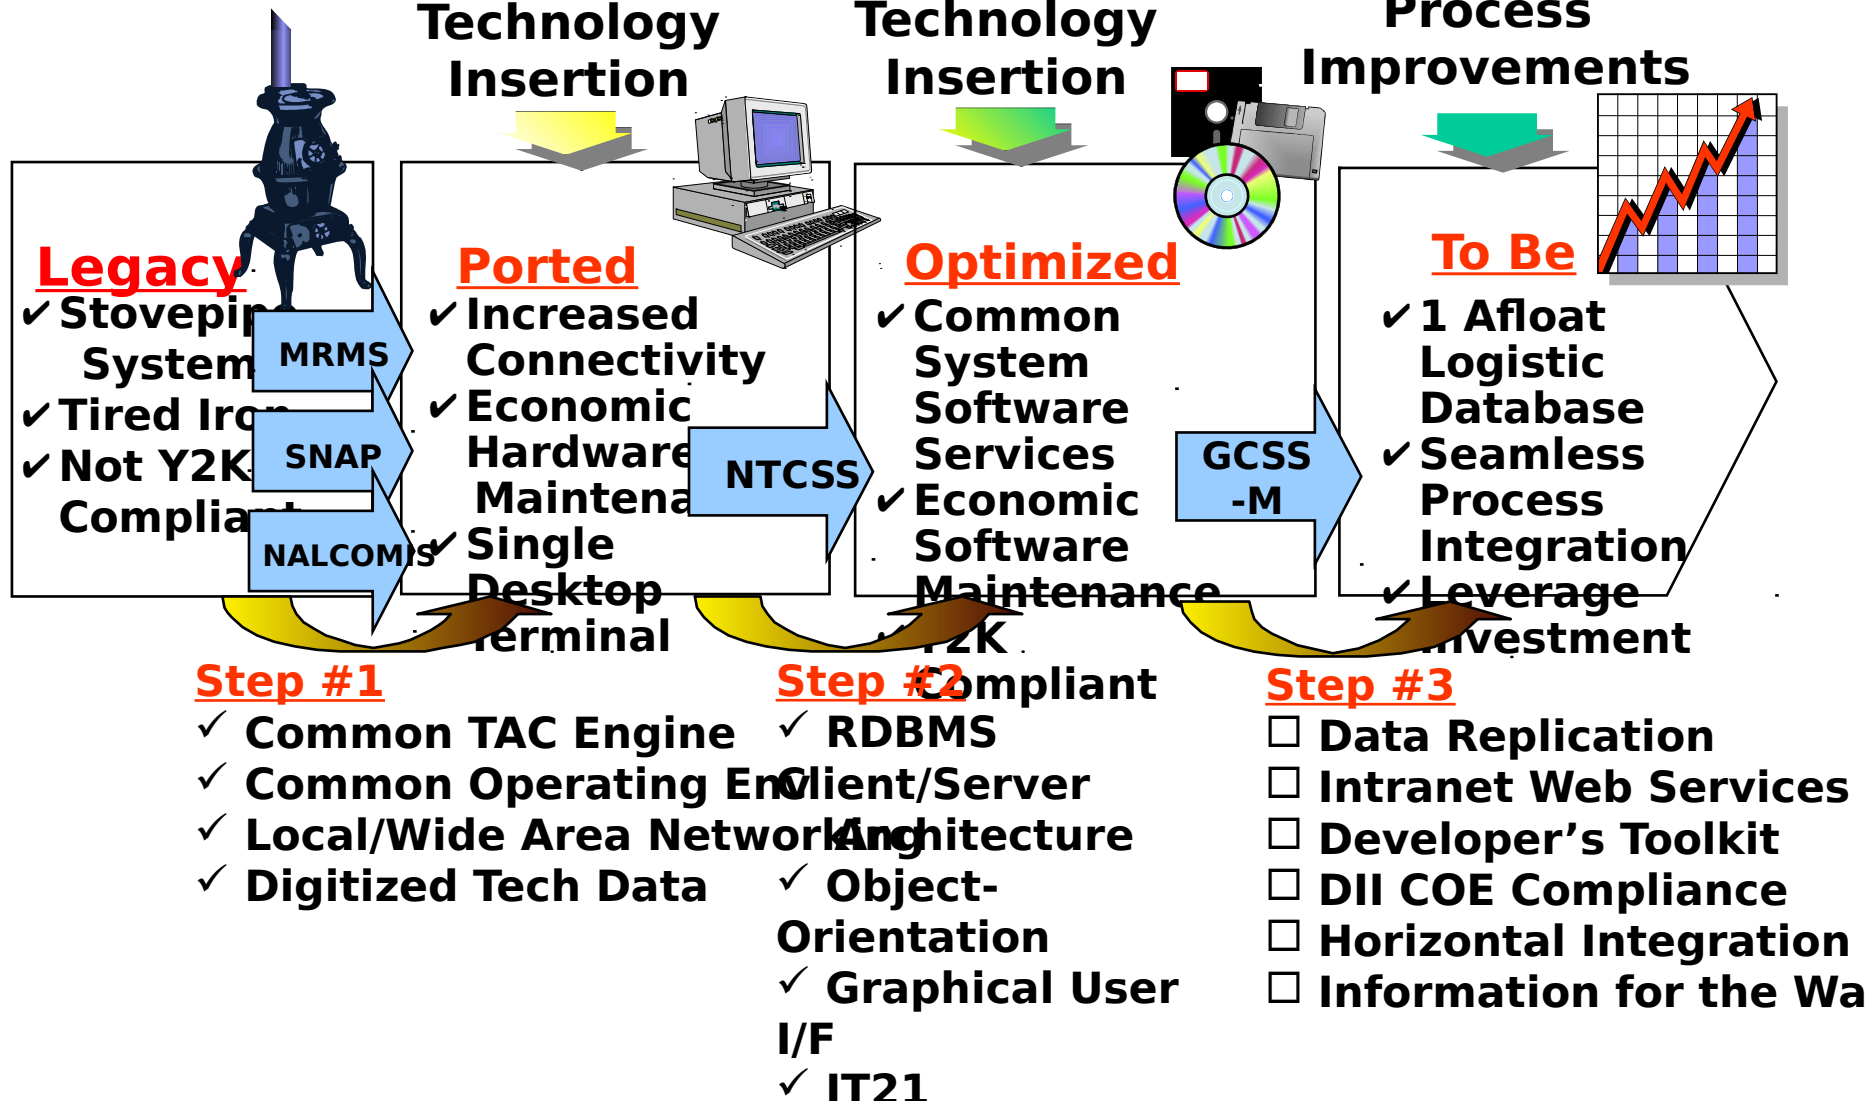 Technology
Insertion
Technology
Insertion
Process
Improvements
Legacy
✔Stovepipe
System
✔Tired Iron
✔Not Y2K
Compliant
MRMS
SNAP
NALCOMIS
Ported
✔Increased
Connectivity
✔Economic
Hardware
✔Single
Desktop
Terminal
NTCSS
Optimized
✔Common
System
Software
Services
✔Economic
Software
Maintenance
✔Y2K
Compliant
GCSS
-M
To Be
✔1 Afloat
Logistic
Database
✔Seamless
Process
Integration
✔Leverage
Investment
Step #1
✓ Common TAC Engine
✓ Common Operating Env
✓ Local/Wide Area Networking
✓ Digitized Tech Data
Step #2
✓ RDBMS
Client/Server
Architecture
✓ Object-
Orientation
✓ Graphical User
I/F
✓ IT21
Step #3
□ Data Replication
□ Intranet Web Services
□ Developer’s Toolkit
□ DII COE Compliance
□ Horizontal Integration
□ Information for the